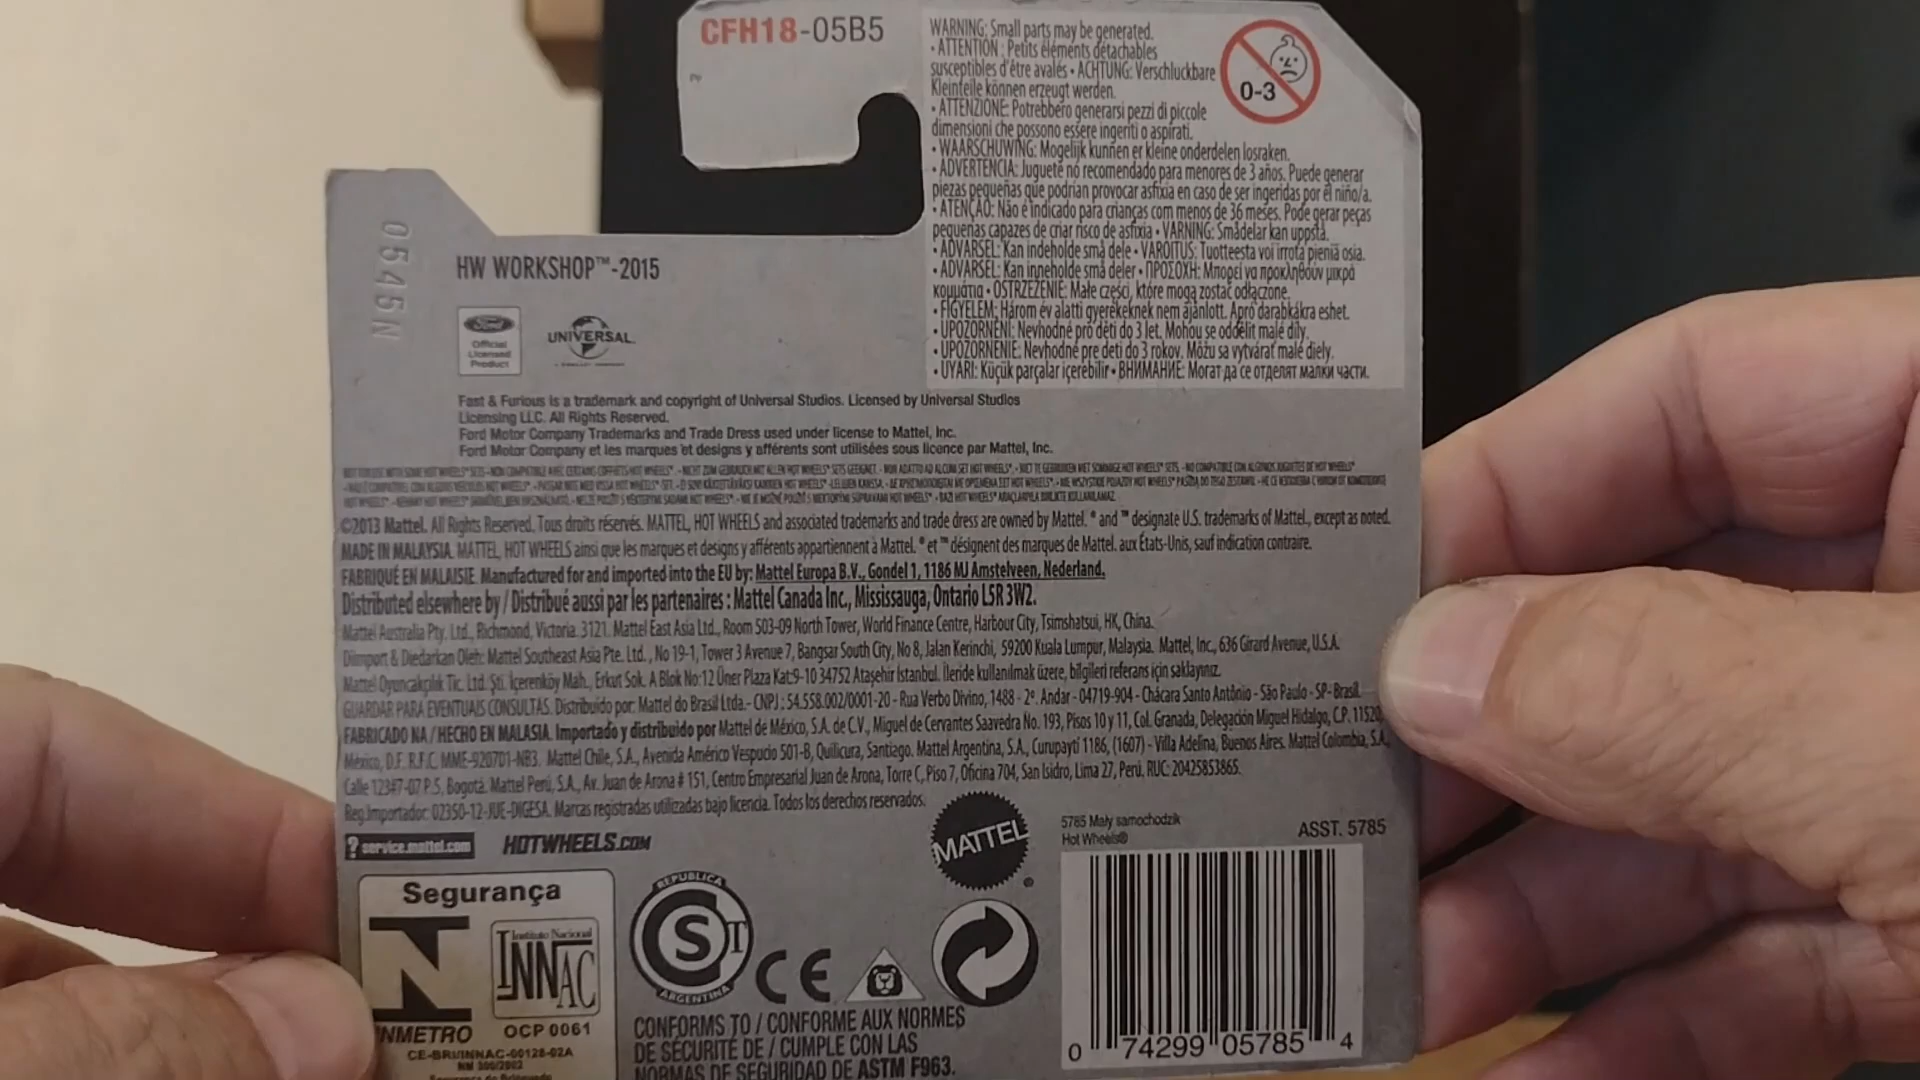 CFH18-05B5
WARNING: Small parts may be generated.
• ATTENTION : Petits éléments détachables
susceptibles d'être avalés • ACHTUNG: Verschluckbare
Kleinteile können erzeugt werden.
• ATTENZIONE: Potrebbero generarsi pezzi di piccole
dimensioni che possono essere ingeriti o aspirati.
• WAARSCHUWING: Mogelijk kunnen er kleine onderdelen losraken.
• ADVERTENCIA: Juguete no recomendado para menores de 3 años. Puede generar
piezas pequeñas que podrían provocar asfixia en caso de ser ingeridas por el niño/a.
• ATENÇÃO: Não é indicado para crianças com menos de 36 meses. Pode gerar peças
pequenas capazes de criar risco de asfixia • VARNING: Smådelar kan uppstå.
• ADVARSEL: Kan indeholde små dele • VAROITUS: Tuotteesta voi irrota pieniä osia.
• ADVARSEL: Kan inneholde små deler • ΠΡΟΣΟΧΗ: Μπορεί να προκληθούν μικρά
κομμάτια • OSTRZEŻENIE: Małe części, które mogą zostać odłączone.
• FIGYELEM: Három év alatti gyerekeknek nem ajánlott. Apró darabkákra eshet.
• UPOZORNĚNÍ: Nevhodné pro děti do 3 let. Mohou se oddělit malé díly.
• UPOZORNENIE: Nevhodné pre deti do 3 rokov. Môžu sa vytvárať malé diely.
• UYARI: Küçük parçalar içerebilir • ВНИМАНИЕ: Могат да се отделят малки части.
0-3
0545N
HW WORKSHOP™-2015
Ford
Official
Licensed
Product
UNIVERSAL
Fast & Furious is a trademark and copyright of Universal Studios. Licensed by Universal Studios
Licensing LLC. All Rights Reserved.
Ford Motor Company Trademarks and Trade Dress used under license to Mattel, Inc.
Ford Motor Company et les marques et designs y afférents sont utilisées sous licence par Mattel, Inc.
©2013 Mattel. All Rights Reserved. Tous droits réservés. MATTEL, HOT WHEELS and associated trademarks and trade dress are owned by Mattel. ® and ™ designate U.S. trademarks of Mattel., except as noted.
MADE IN MALAYSIA. MATTEL, HOT WHEELS ainsi que les marques et designs y afférents appartiennent à Mattel. ® et ™ désignent des marques de Mattel. aux États-Unis, sauf indication contraire.
FABRIQUÉ EN MALAISIE. Manufactured for and imported into the EU by: Mattel Europa B.V., Gondel 1, 1186 MJ Amstelveen, Nederland.
Distributed elsewhere by / Distribué aussi par les partenaires : Mattel Canada Inc., Mississauga, Ontario L5R 3W2.
Mattel Australia Pty. Ltd., Richmond, Victoria. 3121. Mattel East Asia Ltd., Room 503-09 North Tower, World Finance Centre, Harbour City, Tsimshatsui, HK, China.
Diimport & Diedarkan Oleh: Mattel Southeast Asia Pte. Ltd., No 19-1, Tower 3 Avenue 7, Bangsar South City, No 8, Jalan Kerinchi, 59200 Kuala Lumpur, Malaysia. Mattel, Inc., 636 Girard Avenue, U.S.A.
Mattel Oyuncakçılık Tic. Ltd. Şti. İçerenköy Mah., Erkut Sok. A Blok No:12 Üner Plaza Kat:9-10 34752 Ataşehir İstanbul. İleride kullanılmak üzere, bilgileri referans için saklayınız.
GUARDAR PARA EVENTUAIS CONSULTAS. Distribuido por: Mattel do Brasil Ltda.- CNPJ : 54.558.002/0001-20 - Rua Verbo Divino, 1488 - 2º. Andar - 04719-904 - Chácara Santo Antônio - São Paulo - SP- Brasil.
FABRICADO NA / HECHO EN MALASIA. Importado y distribuido por Mattel de México, S.A. de C.V., Miguel de Cervantes Saavedra No. 193, Pisos 10 y 11, Col. Granada, Delegación Miguel Hidalgo, C.P. 11520,
México, D.F. R.F.C. MME-920701-NB3. Mattel Chile, S.A., Avenida Américo Vespucio 501-B, Quilicura, Santiago. Mattel Argentina, S.A., Curupaytí 1186, (1607) - Villa Adelina, Buenos Aires. Mattel Colombia, S.A.,
Calle 123#7-07 P.5, Bogotá. Mattel Perú, S.A., Av. Juan de Arona # 151, Centro Empresarial Juan de Arona, Torre C, Piso 7, Oficina 704, San Isidro, Lima 27, Perú. RUC: 20425853865.
Reg.Importador: 02350-12-JUE-DIGESA. Marcas registradas utilizadas bajo licencia. Todos los derechos reservados.
? service.mattel.com
HOTWHEELS.COM
MATTEL®
5785 Mały samochodzik
Hot Wheels®
ASST. 5785
Segurança
INMETRO
Instituto Nacional
INNAC
OCP 0061
CE-BRI/INNAC-00128-02A
NM 300/2002
REPUBLICA
S T
ARGENTINA
CE
CONFORMS TO / CONFORME AUX NORMES
DE SÉCURITÉ DE / CUMPLE CON LAS
NORMAS DE SEGURIDAD DE ASTM F963.
0 74299 05785 4